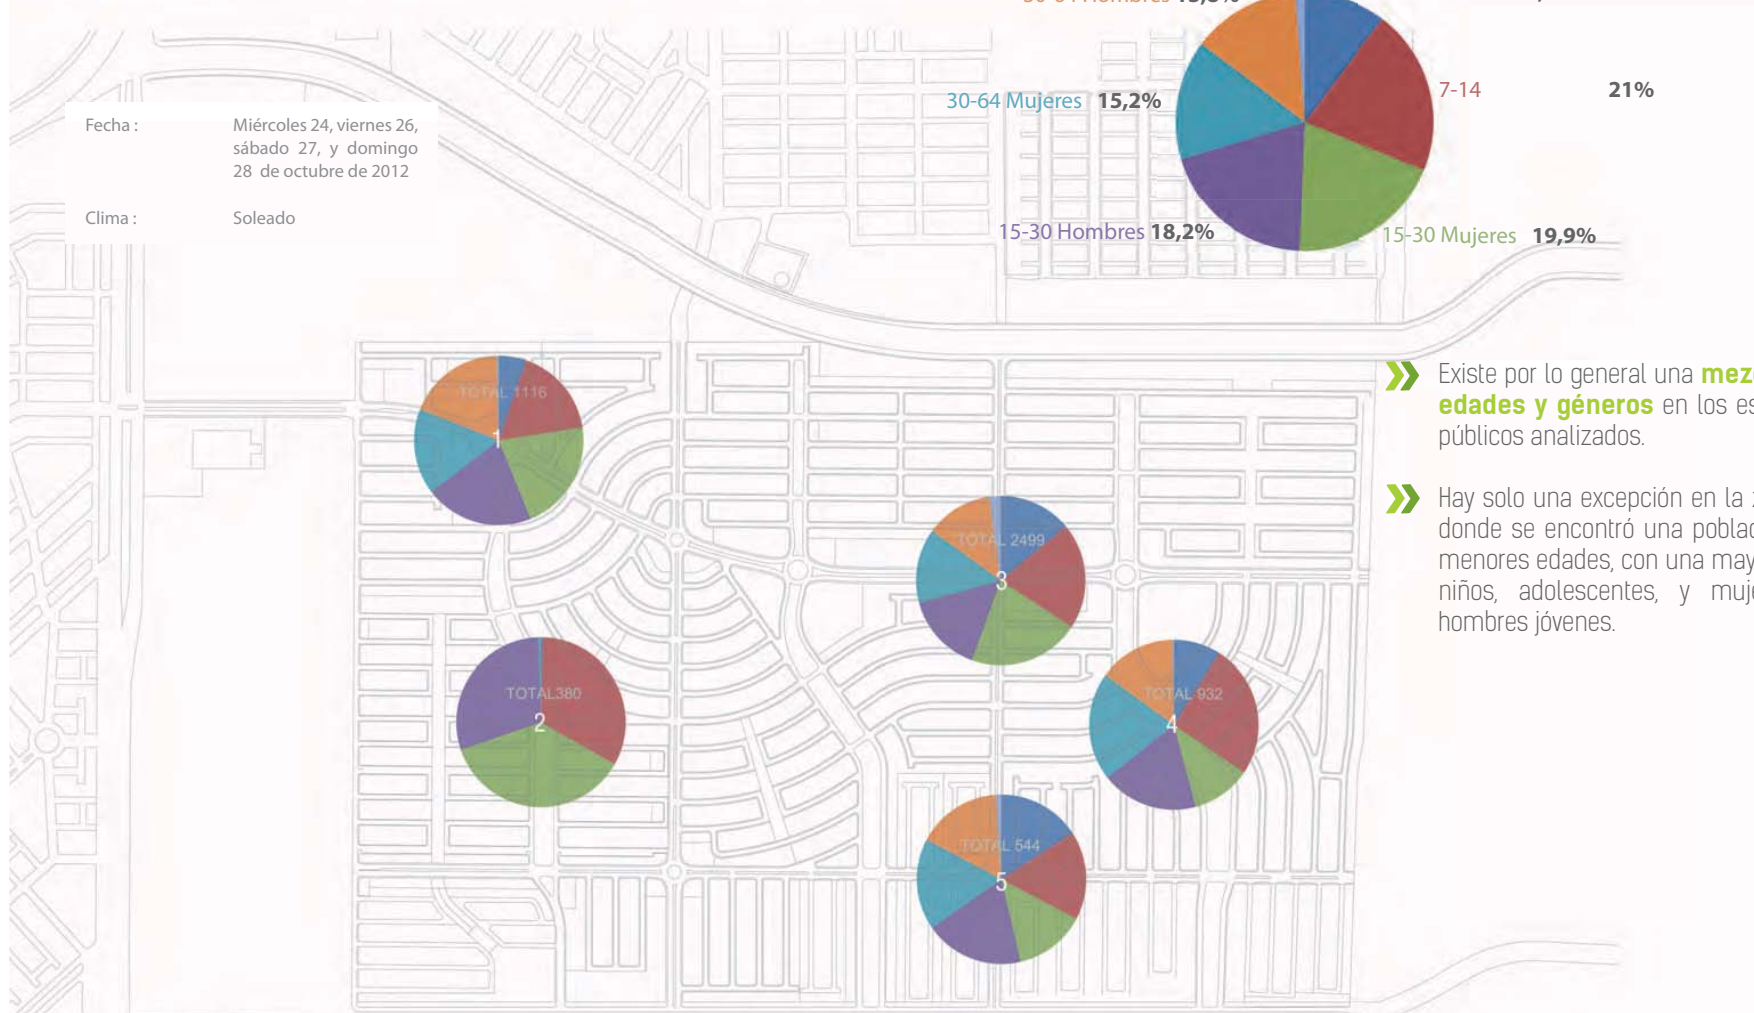 30-64 Mujeres 15,2%
7-14 21%
Fecha : Miércoles 24, viernes 26,
sábado 27, y domingo
28 de octubre de 2012
Clima : Soleado
15-30 Hombres 18,2%
15-30 Mujeres 19,9%
TOTAL 1116
1
Existe por lo general una
edades y géneros en los
públicos analizados.
Hay solo una excepción en la
donde se encontró una
menores edades, con una
niños, adolescentes, y
hombres jóvenes.
TOTAL 2499
3
TOTAL380
2
TOTAL 932
4
TOTAL 544
5